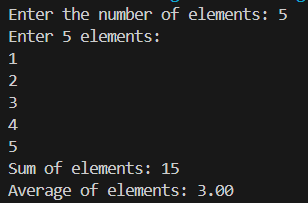 Enter the number of elements: 5
Enter 5 elements:
1
2
3
4
5
Sum of elements: 15
Average of elements: 3.00